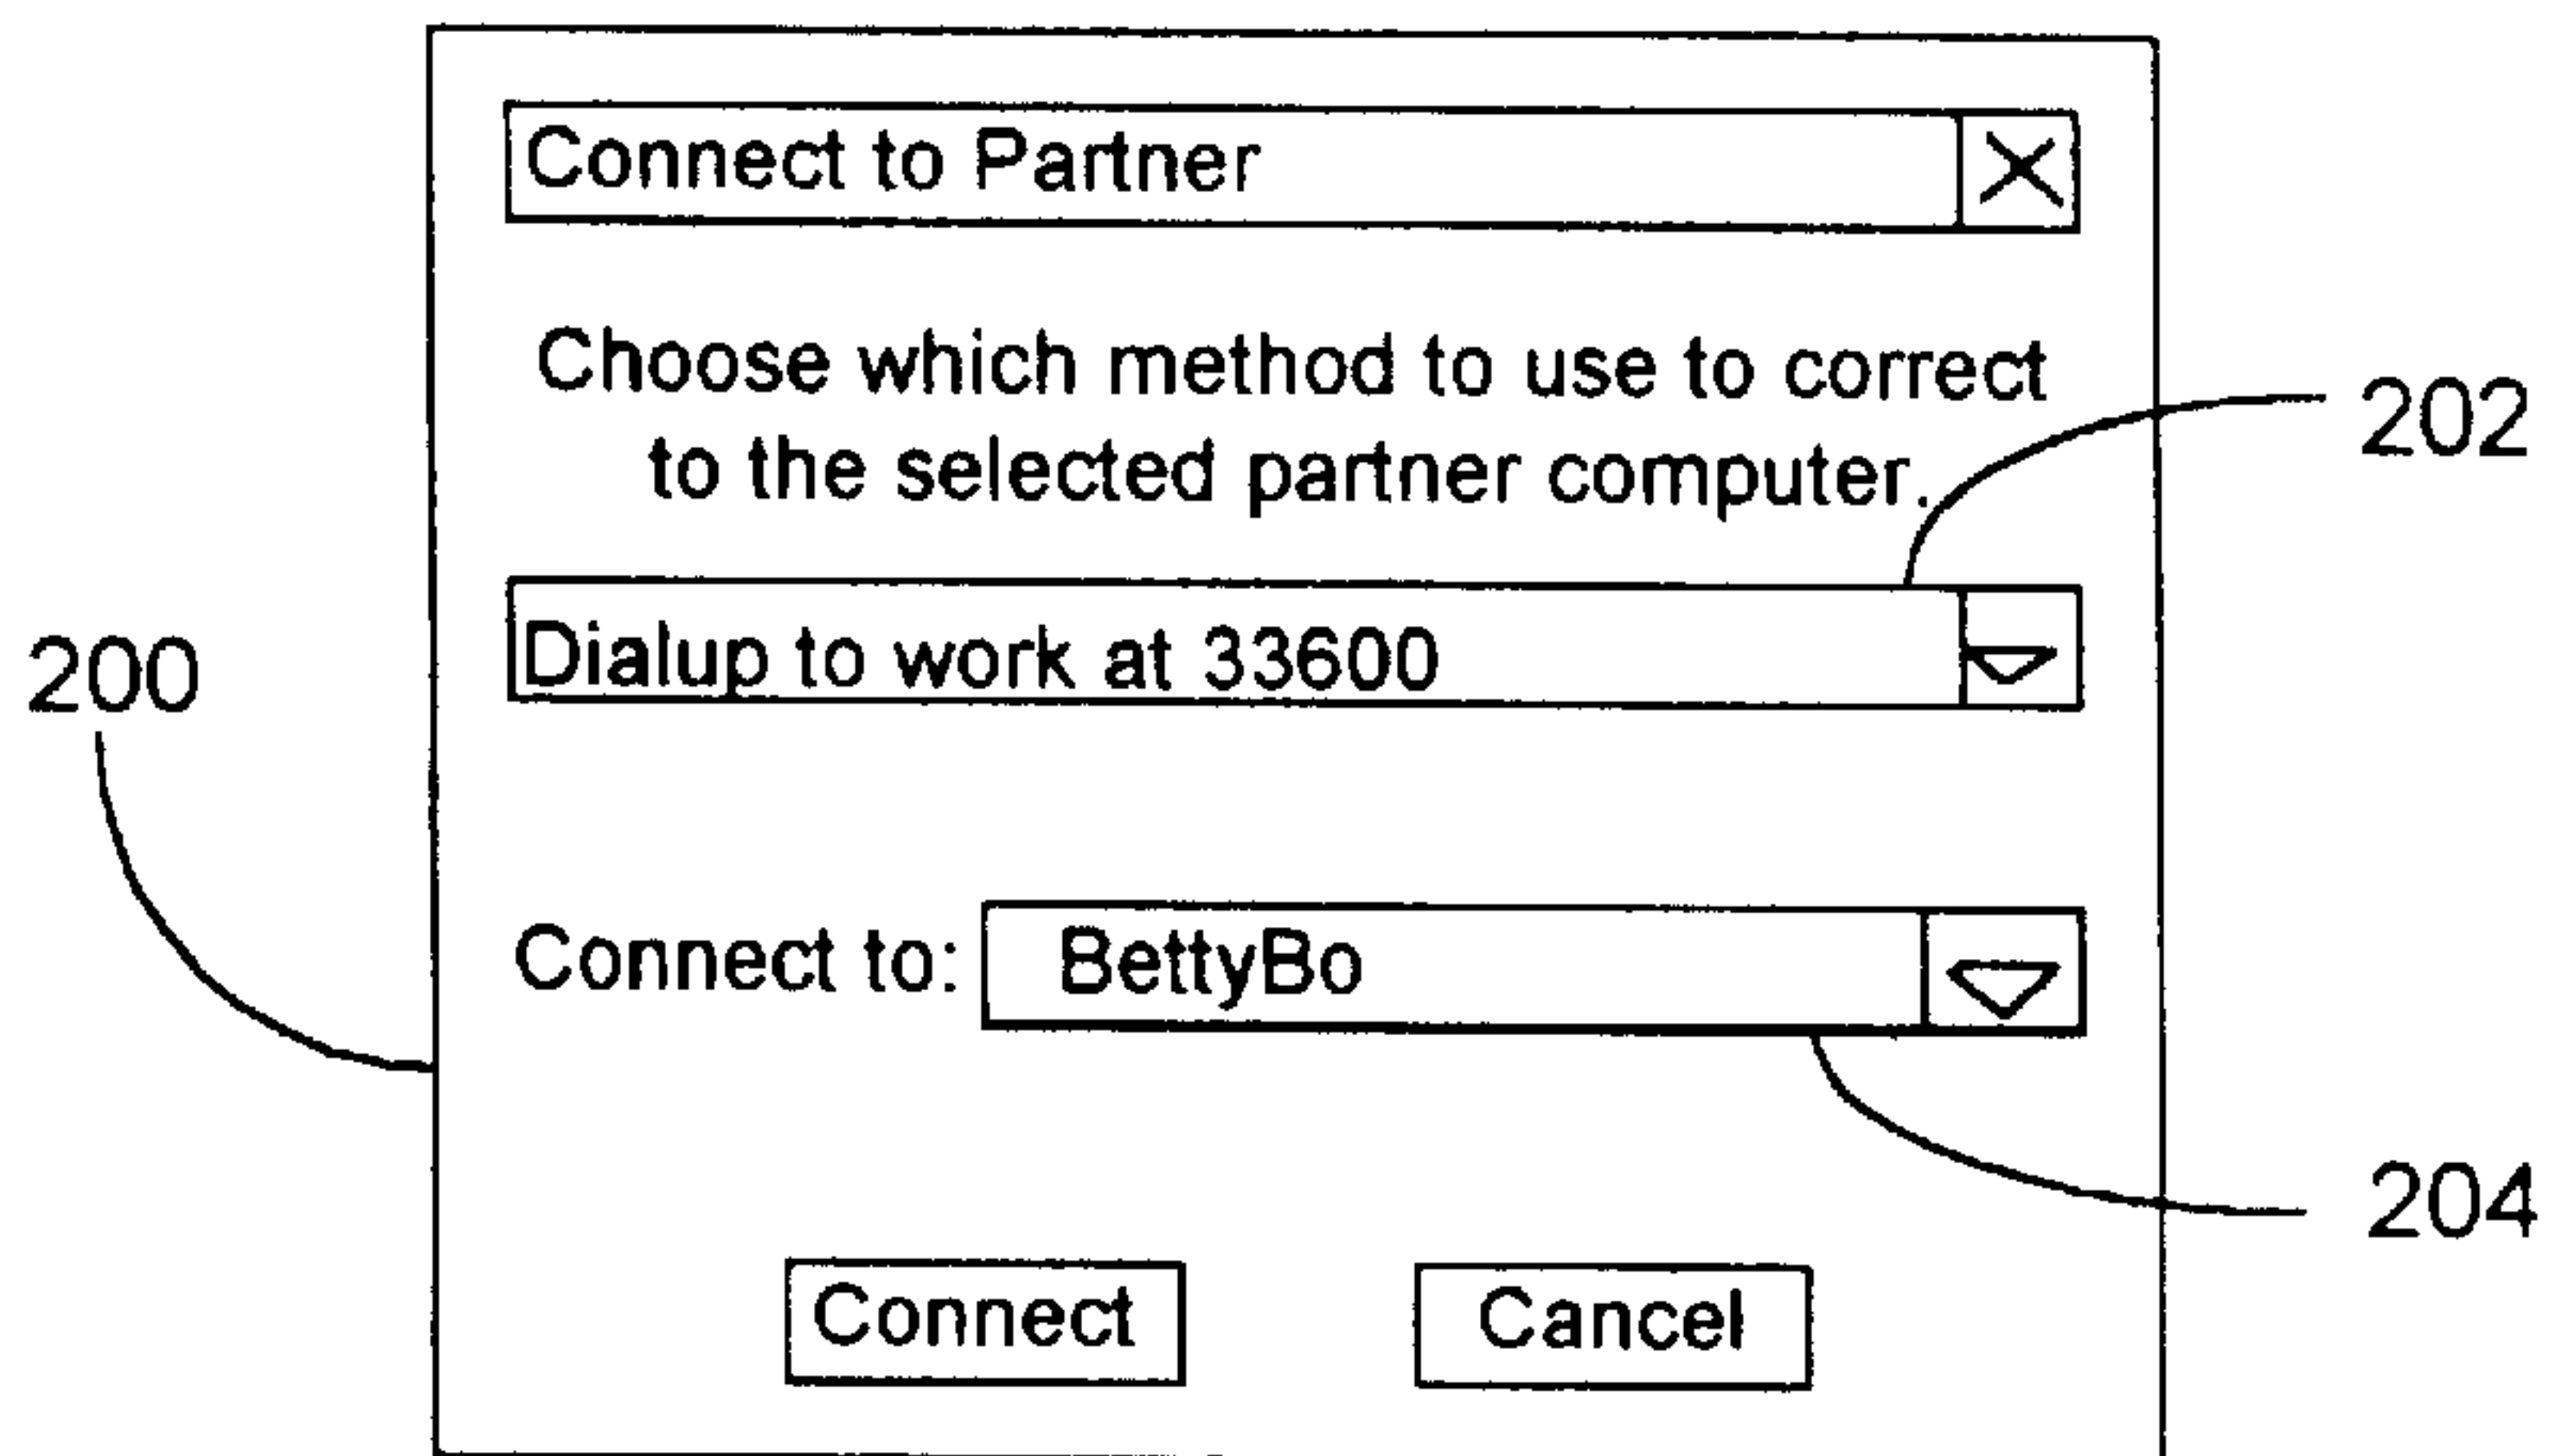 Connect to Partner
Choose which method to use to correct
to the selected partner computer.
202
Dialup to work at 33600
200
Connect to: BettyBo
204
Connect Cancel